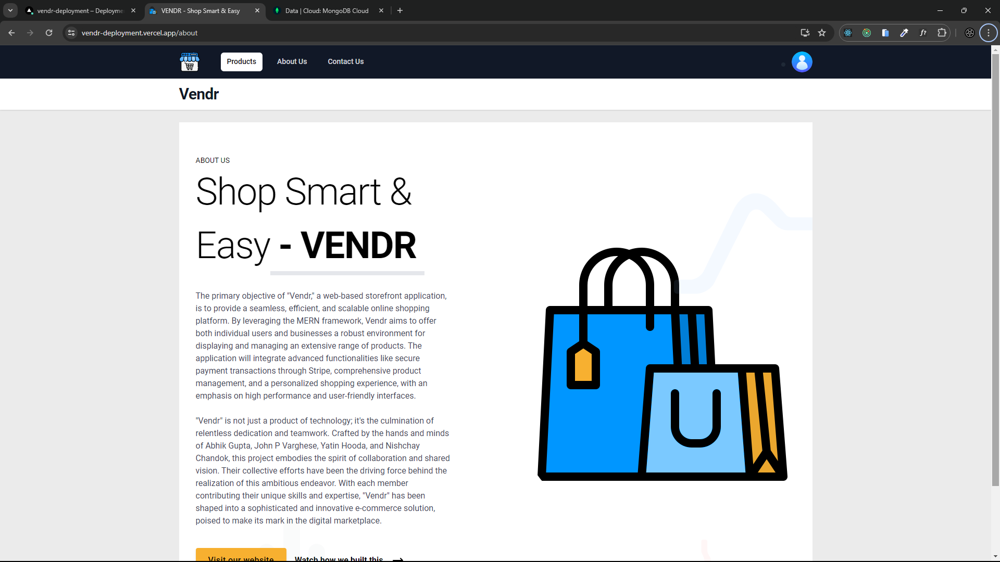 vendr-deployment – Deployme
VENDR - Shop Smart & Easy
Data | Cloud: MongoDB Cloud
vendr-deployment.vercel.app/about
f?
Products
About Us
Contact Us
Vendr
ABOUT US
Shop Smart &
Easy - VENDR
The primary objective of "Vendr," a web-based storefront application,
is to provide a seamless, efficient, and scalable online shopping
platform. By leveraging the MERN framework, Vendr aims to offer
both individual users and businesses a robust environment for
displaying and managing an extensive range of products. The
application will integrate advanced functionalities like secure
payment transactions through Stripe, comprehensive product
management, and a personalized shopping experience, with an
emphasis on high performance and user-friendly interfaces.
"Vendr" is not just a product of technology; it's the culmination of
relentless dedication and teamwork. Crafted by the hands and minds
of Abhik Gupta, John P Varghese, Yatin Hooda, and Nishchay
Chandok, this project embodies the spirit of collaboration and shared
vision. Their collective efforts have been the driving force behind the
realization of this ambitious endeavor. With each member
contributing their unique skills and expertise, "Vendr" has been
shaped into a sophisticated and innovative e-commerce solution,
poised to make its mark in the digital marketplace.
Visit our website
Watch how we built this